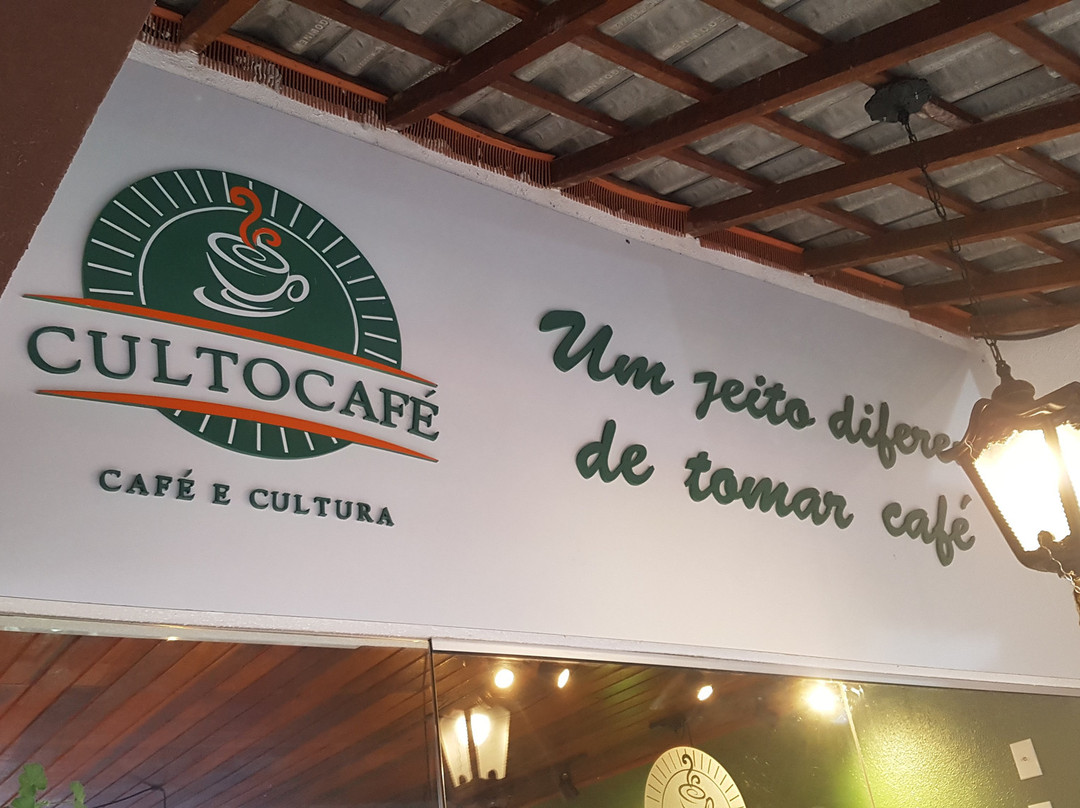 CULTOCAFÉ
CAFÉ E CULTURA
Um jeito
de tomar café